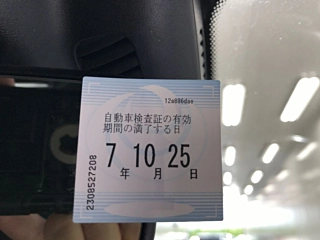 12a886dae
自動車検査証の有効
期間の満了する日
7 10 25
年 月 日
2308527208